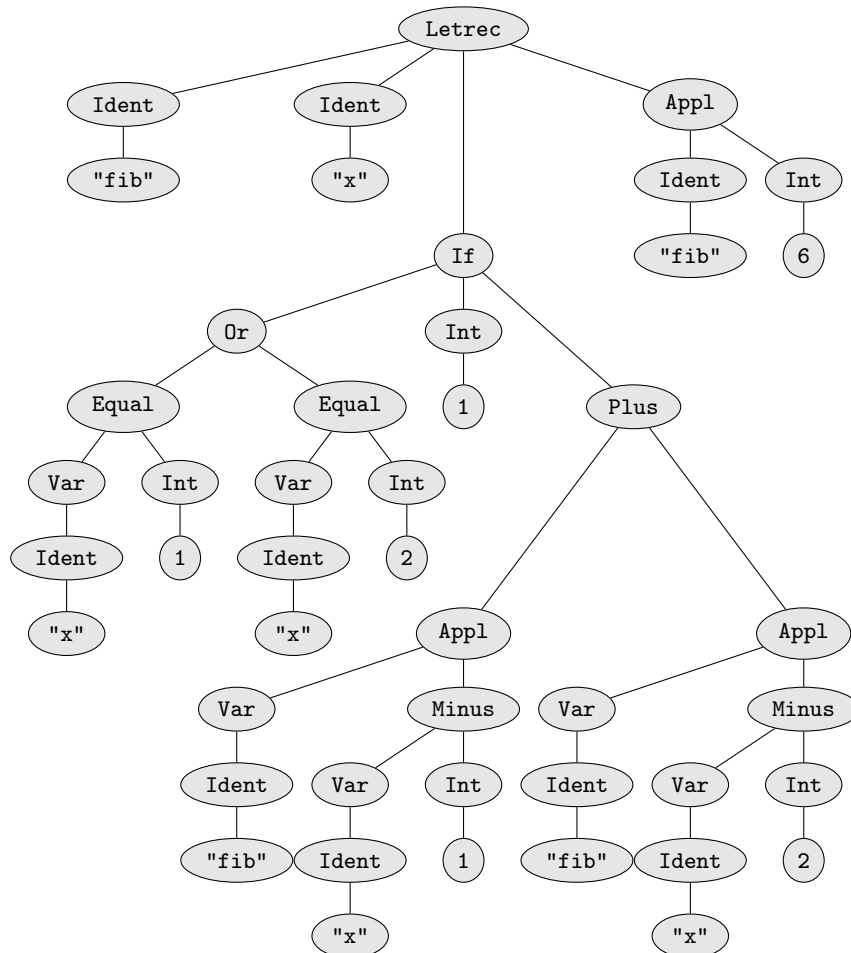 Letrec
Ident Ident Appl
"fib" "x" Ident Int
If "fib" 6
Or Int
Equal Equal 1 Plus
Var Int Var Int
Ident 1 Ident 2
"x" "x" Appl Appl
Var Minus Var Minus
Ident Var Int Ident Var Int
"fib" Ident 1 "fib" Ident 2
"x" "x"